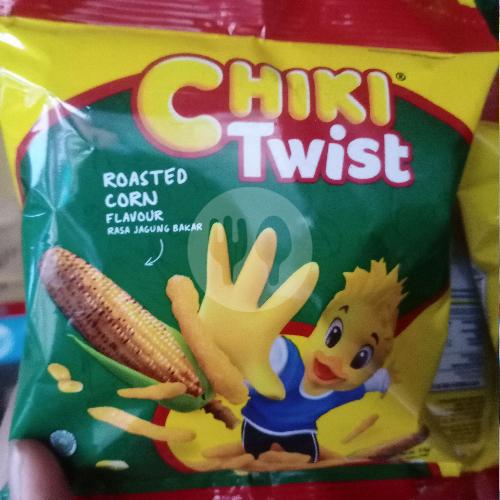 CHIKI®
Twist
ROASTED
CORN
FLAVOUR
RASA JAGUNG BAKAR